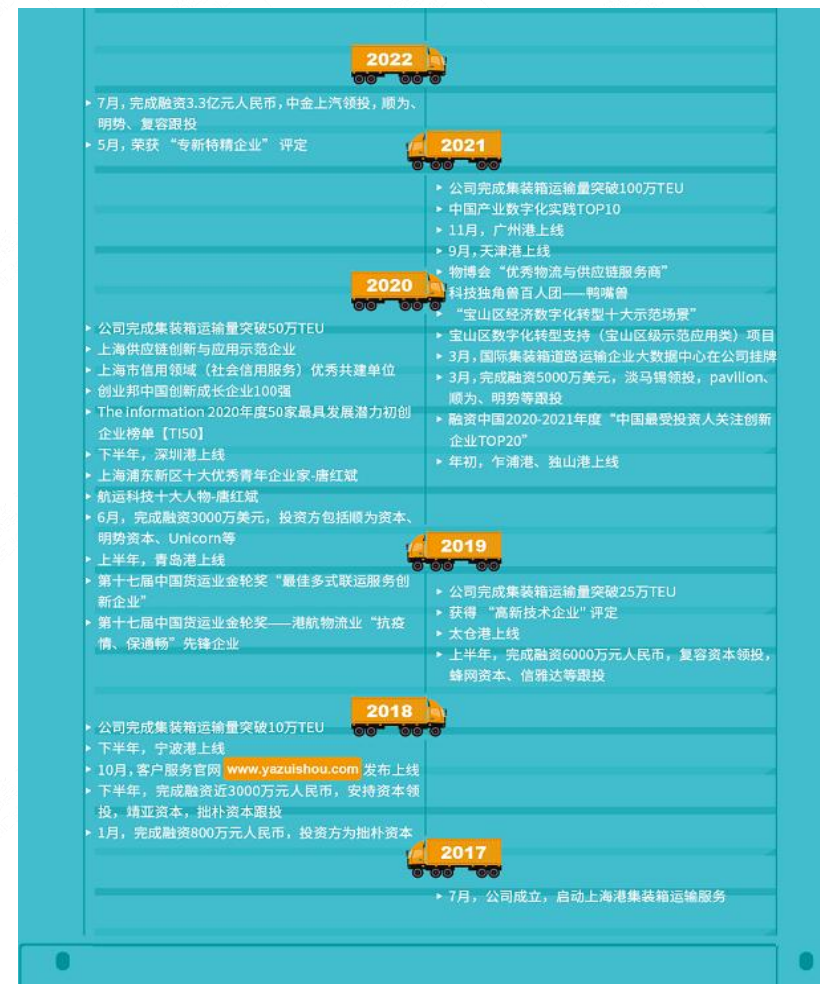 2022
7月，完成融资3.3亿元人民币，中金上汽领投，顺为、
明势、复容跟投
5月，荣获 “专新特精企业” 评定
2021
公司完成集装箱运输量突破100万TEU
中国产业数字化实践TOP10
11月，广州港上线
9月，天津港上线
物博会“优秀物流与供应链服务商”
科技独角兽百人团——鸭嘴兽
“宝山区经济数字化转型十大示范场景”
宝山区数字化转型支持（宝山区级示范应用类）项目
3月，国际集装箱道路运输企业大数据中心在公司挂牌
3月，完成融资5000万美元，淡马锡领投，pavilion、
顺为、明势等跟投
融资中国2020-2021年度“中国最受投资人关注创新
企业TOP20”
年初，乍浦港、独山港上线
2020
公司完成集装箱运输量突破50万TEU
上海供应链创新与应用示范企业
上海市信用领域（社会信用服务）优秀共建单位
创业邦中国创新成长企业100强
The information 2020年度50家最具发展潜力初创
企业榜单【TI50】
下半年，深圳港上线
上海浦东新区十大优秀青年企业家-唐红斌
航运科技十大人物-唐红斌
6月，完成融资3000万美元，投资方包括顺为资本、
明势资本、Unicorn等
上半年，青岛港上线
第十七届中国货运业金轮奖“最佳多式联运服务创
新企业”
第十七届中国货运业金轮奖——港航物流业“抗疫
情、保通畅”先锋企业
2019
公司完成集装箱运输量突破25万TEU
获得 “高新技术企业" 评定
太仓港上线
上半年，完成融资6000万元人民币，复容资本领投，
蜂网资本、信雅达等跟投
2018
公司完成集装箱运输量突破10万TEU
下半年，宁波港上线
10月，客户服务官网 www.yazuishou.com 发布上线
下半年，完成融资近3000万元人民币，安持资本领
投，靖亚资本，拙朴资本跟投
1月，完成融资800万元人民币，投资方为拙朴资本
2017
7月，公司成立，启动上海港集装箱运输服务